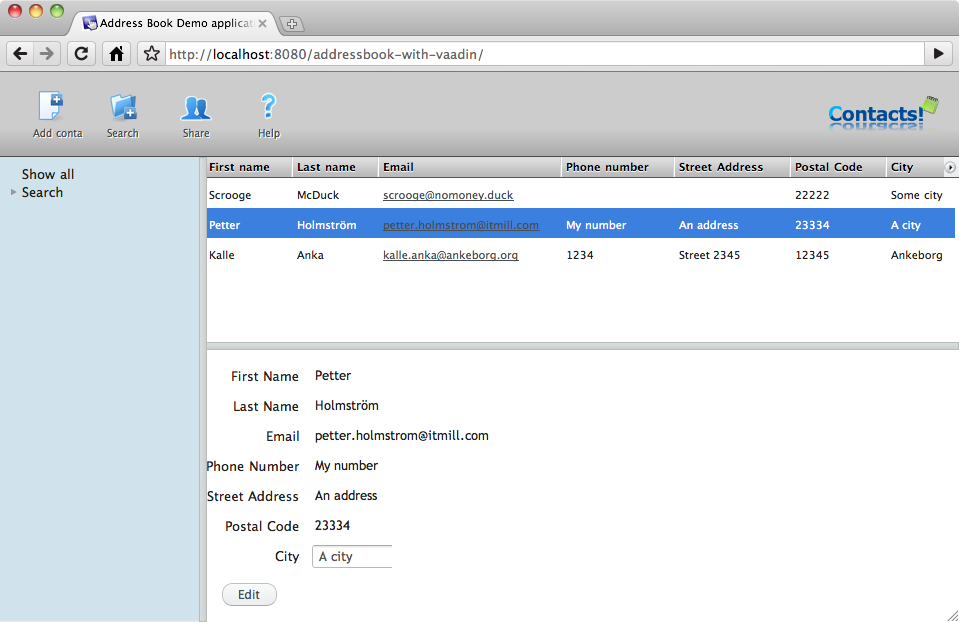 Address Book Demo applicat
http://localhost:8080/addressbook-with-vaadin/
Add conta Search Share Help
Contacts!
Show all
Search
First name Last name Email Phone number Street Address Postal Code City
Scrooge McDuck scrooge@nomoney.duck 22222 Some city
Petter Holmström petter.holmstrom@itmill.com My number An address 23334 A city
Kalle Anka kalle.anka@ankeborg.org 1234 Street 2345 12345 Ankeborg
First Name Petter
Last Name Holmström
Email petter.holmstrom@itmill.com
Phone Number My number
Street Address An address
Postal Code 23334
City A city
Edit